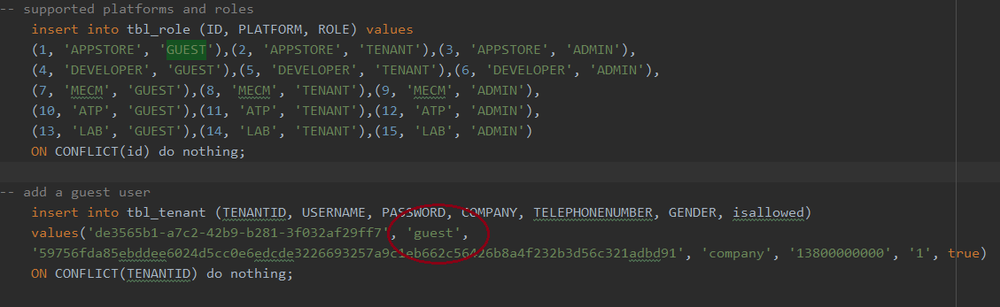 -- supported platforms and roles
insert into tbl_role (ID, PLATFORM, ROLE) values
(1, 'APPSTORE', 'GUEST'),(2, 'APPSTORE', 'TENANT'),(3, 'APPSTORE', 'ADMIN'),
(4, 'DEVELOPER', 'GUEST'),(5, 'DEVELOPER', 'TENANT'),(6, 'DEVELOPER', 'ADMIN'),
(7, 'MECM', 'GUEST'),(8, 'MECM', 'TENANT'),(9, 'MECM', 'ADMIN'),
(10, 'ATP', 'GUEST'),(11, 'ATP', 'TENANT'),(12, 'ATP', 'ADMIN'),
(13, 'LAB', 'GUEST'),(14, 'LAB', 'TENANT'),(15, 'LAB', 'ADMIN')
ON CONFLICT(id) do nothing;
-- add a guest user
insert into tbl_tenant (TENANTID, USERNAME, PASSWORD, COMPANY, TELEPHONENUMBER, GENDER, isallowed)
values('de3565b1-a7c2-42b9-b281-3f032af29ff7', 'guest',
'59756fda85ebddee6024d5cc0e6edcde3226693257a9c1eb662c56426b8a4f232b3d56c321adbd91', 'company', '13800000000', '1', true)
ON CONFLICT(TENANTID) do nothing;